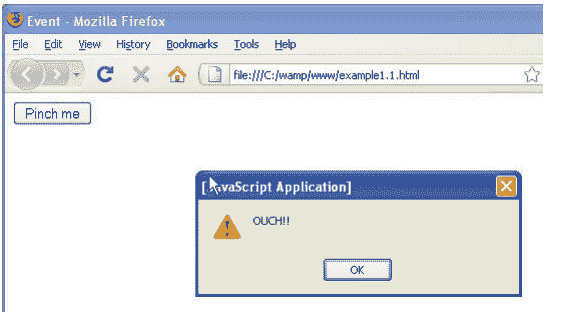 Event - Mozilla Firefox
File Edit View History Bookmarks Tools Help
file:///C:/wamp/www/example1.1.html
Pinch me
[JavaScript Application]
OUCH!!
OK